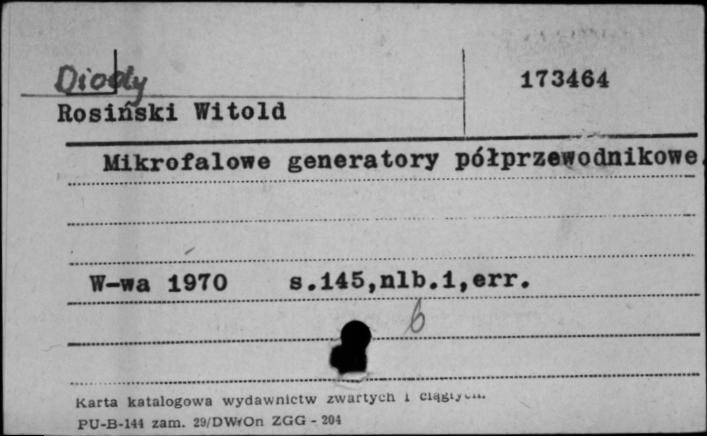 Diody
173464
Rosiński Witold
Mikrofalowe generatory półprzewodnikowe.
W-wa 1970 s.145,nlb.1,err.
6
Karta katalogowa wydawnictw zwartych i ciągłych.
PU-B-144 zam. 29/DWrOn ZGG - 204